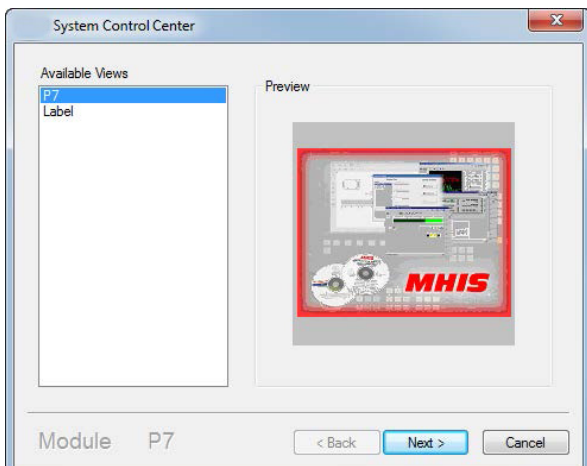 System Control Center
Available Views
P7
Label
Preview
MHIS
Module P7
< Back
Next >
Cancel